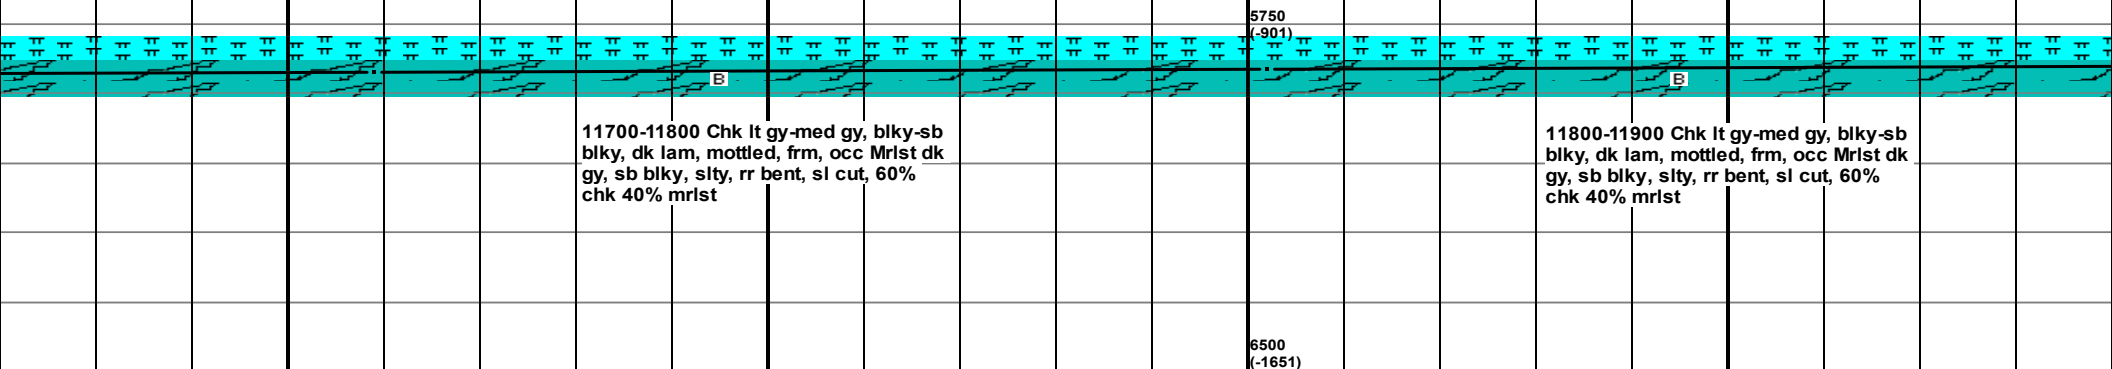 5750
(-901)
B
B
11700-11800 Chk lt gy-med gy, blky-sb
blky, dk lam, mottled, frm, occ Mrlst dk
gy, sb blky, slty, rr bent, sl cut, 60%
chk 40% mrlst
11800-11900 Chk lt gy-med gy, blky-sb
blky, dk lam, mottled, frm, occ Mrlst dk
gy, sb blky, slty, rr bent, sl cut, 60%
chk 40% mrlst
6500
(-1651)